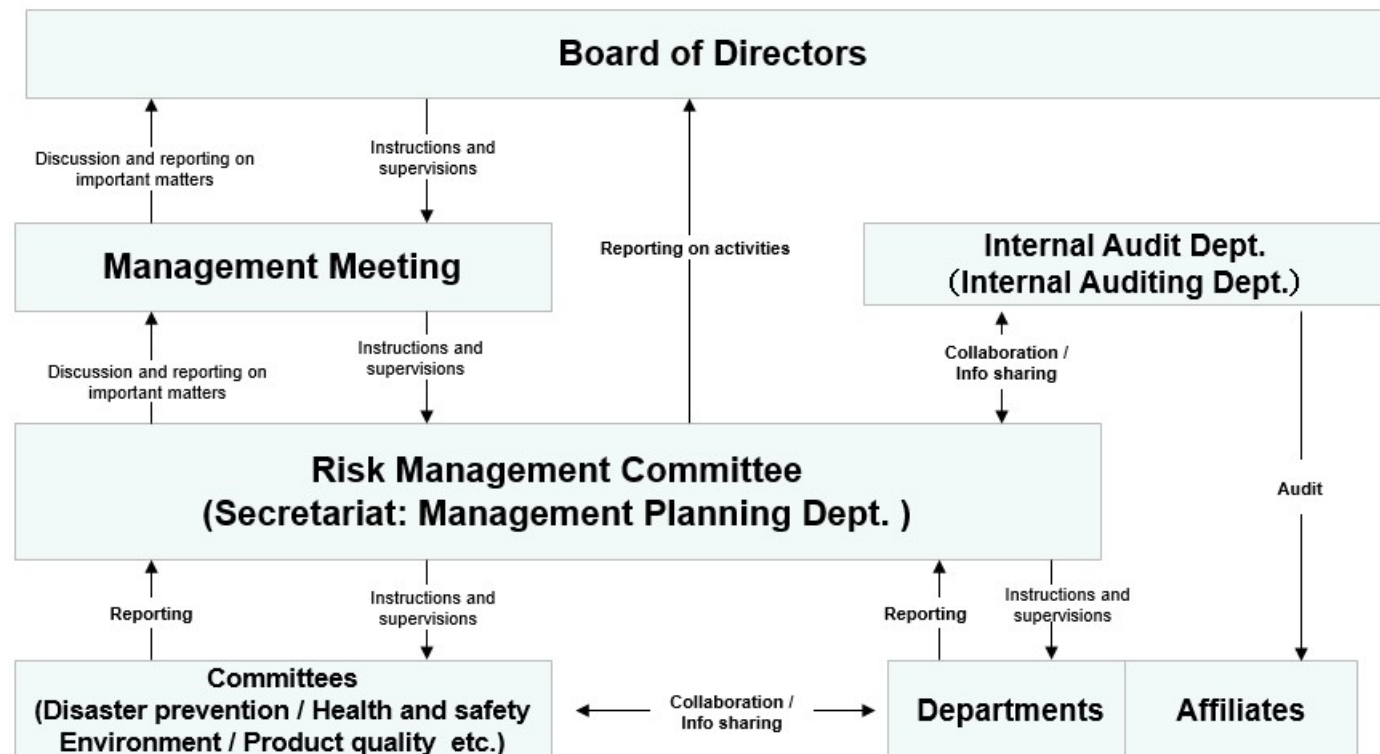 Board of Directors
Discussion and reporting on
important matters
Instructions and
supervisions
Reporting on activities
Management Meeting
Internal Audit Dept.
（Internal Auditing Dept.）
Discussion and reporting on
important matters
Instructions and
supervisions
Collaboration /
Info sharing
Risk Management Committee
(Secretariat: Management Planning Dept. )
Audit
Reporting
Instructions and
supervisions
Reporting
Instructions and
supervisions
Committees
(Disaster prevention / Health and safety
Environment / Product quality etc.)
Collaboration /
Info sharing
Departments
Affiliates